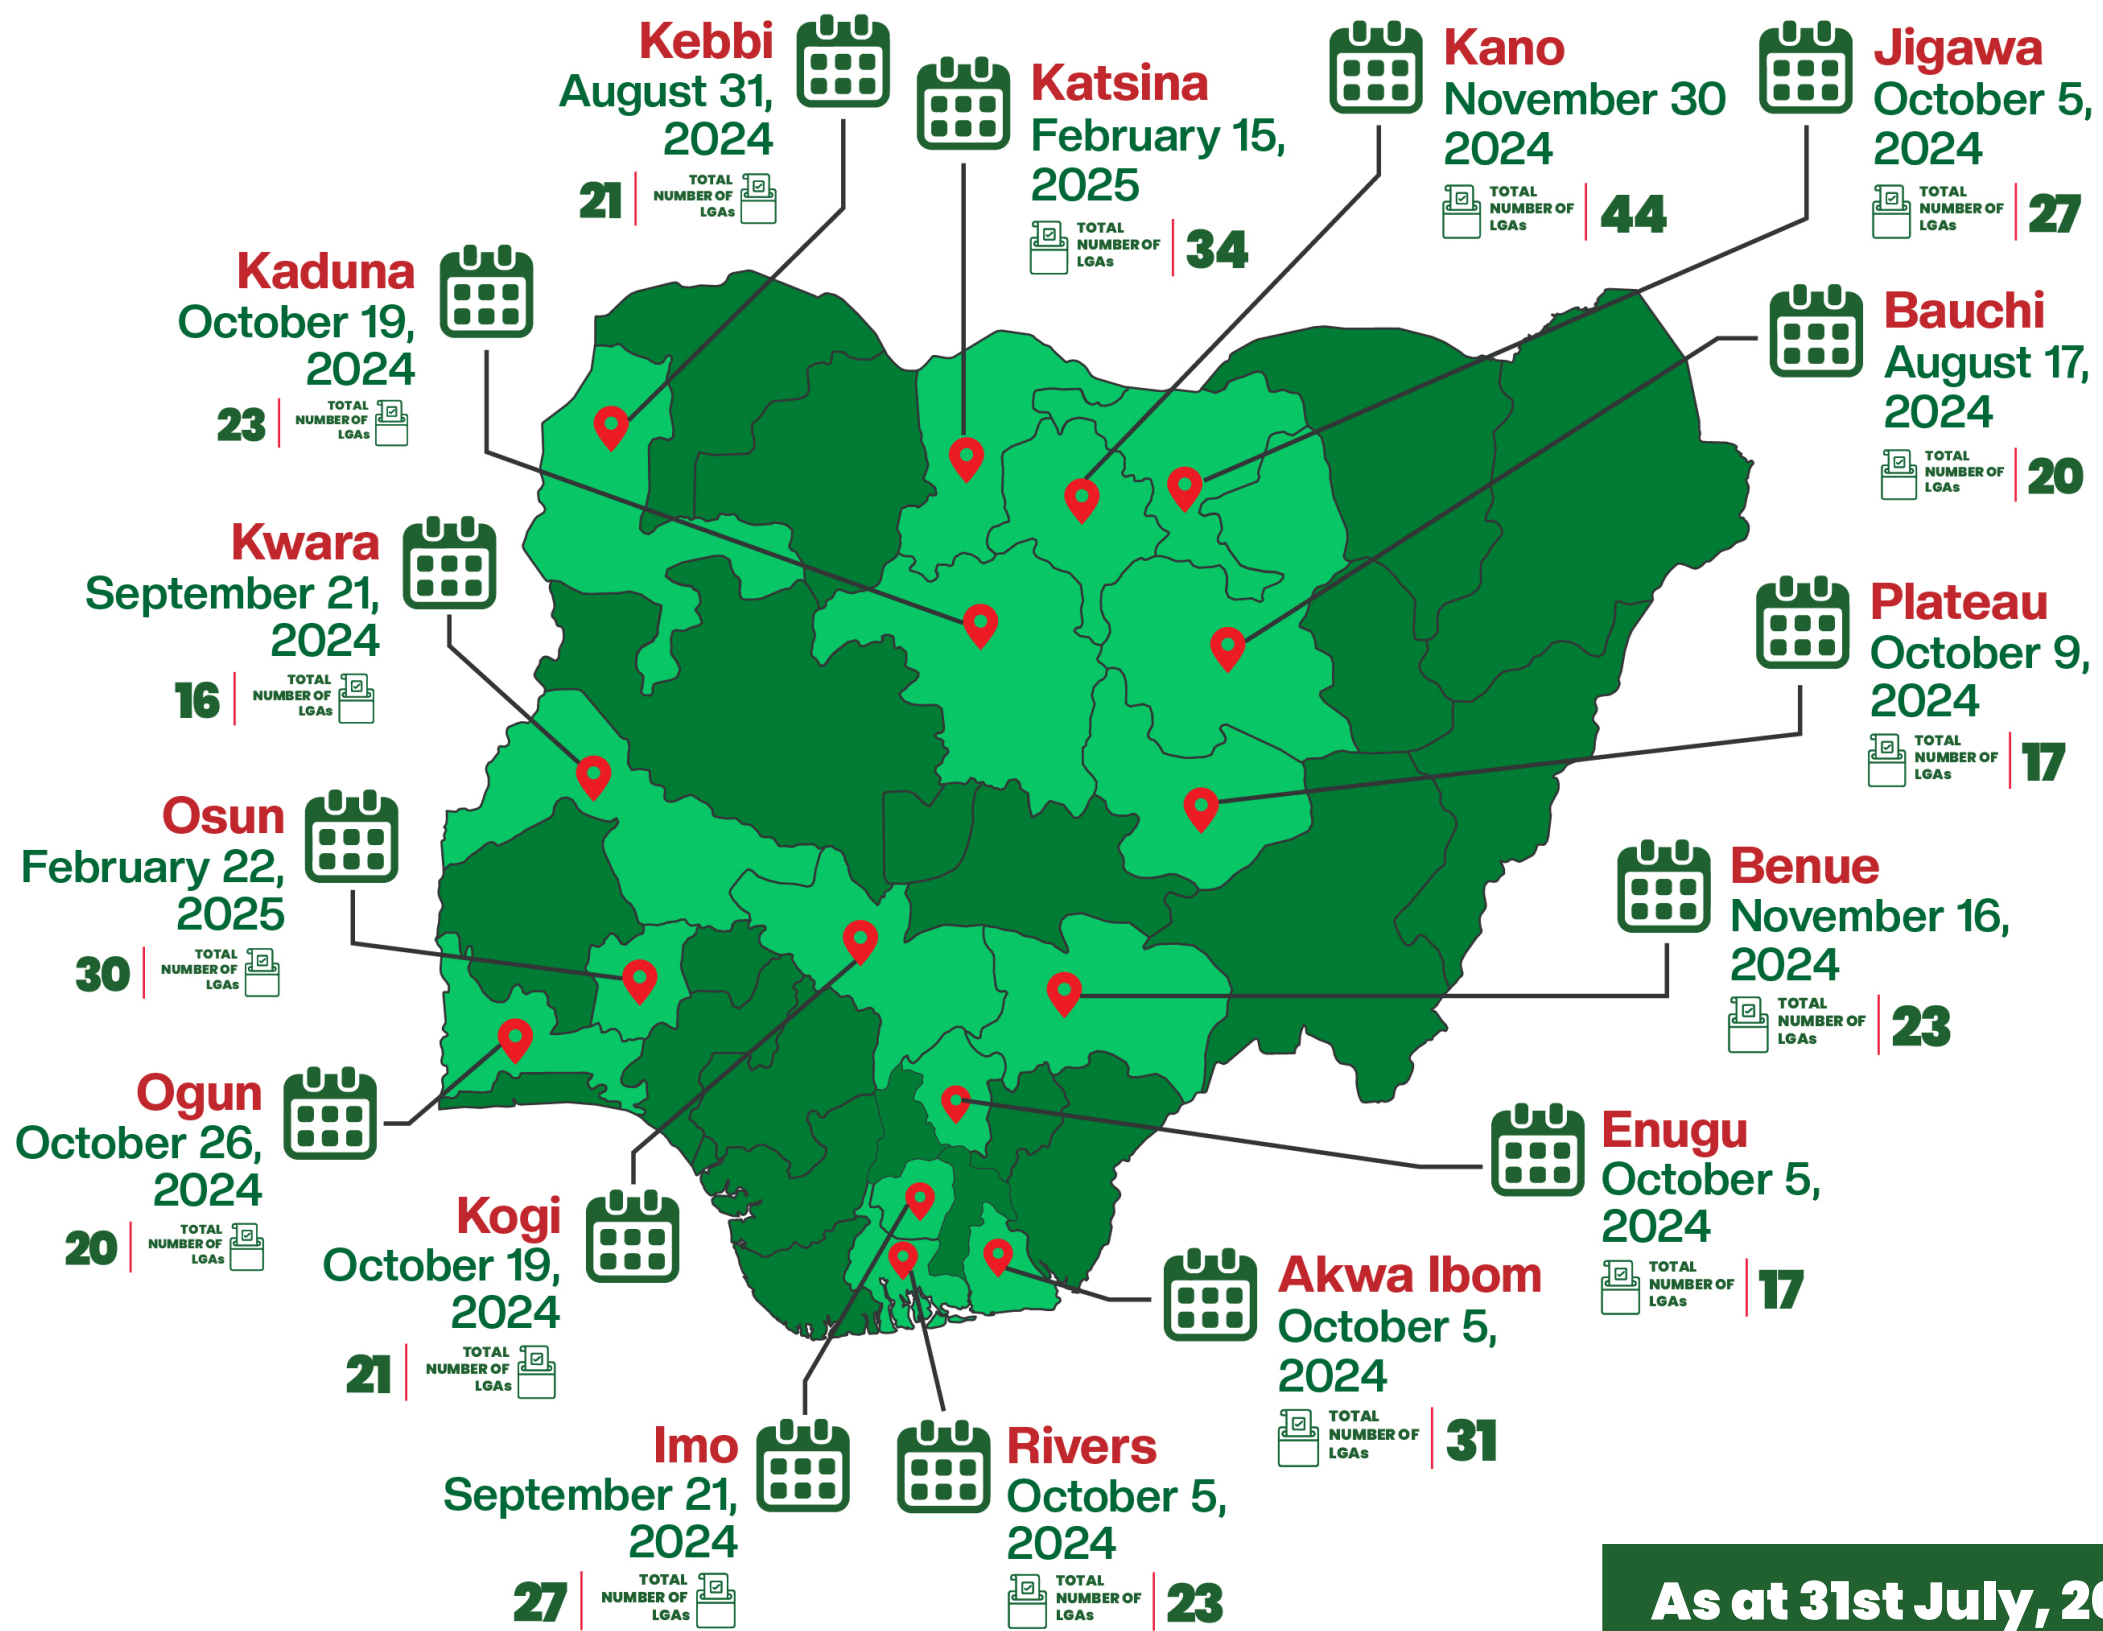 Kebbi
August 31,
2024
21
TOTAL
NUMBER OF
LGAs
Katsina
February 15,
2025
TOTAL
NUMBER OF
LGAs
34
Kano
November 30
2024
TOTAL
NUMBER OF
LGAs
44
Jigawa
October 5,
2024
TOTAL
NUMBER OF
LGAs
27
Kaduna
October 19,
2024
23
TOTAL
NUMBER OF
LGAs
Bauchi
August 17,
2024
TOTAL
NUMBER OF
LGAs
20
Kwara
September 21,
2024
16
TOTAL
NUMBER OF
LGAs
Plateau
October 9,
2024
TOTAL
NUMBER OF
LGAs
17
Osun
February 22,
2025
30
TOTAL
NUMBER OF
LGAs
Benue
November 16,
2024
TOTAL
NUMBER OF
LGAs
23
Ogun
October 26,
2024
20
TOTAL
NUMBER OF
LGAs
Enugu
October 5,
2024
TOTAL
NUMBER OF
LGAs
17
Kogi
October 19,
2024
21
TOTAL
NUMBER OF
LGAs
Akwa Ibom
October 5,
2024
TOTAL
NUMBER OF
LGAs
31
Imo
September 21,
2024
27
TOTAL
NUMBER OF
LGAs
Rivers
October 5,
2024
TOTAL
NUMBER OF
LGAs
23
As at 31st July,